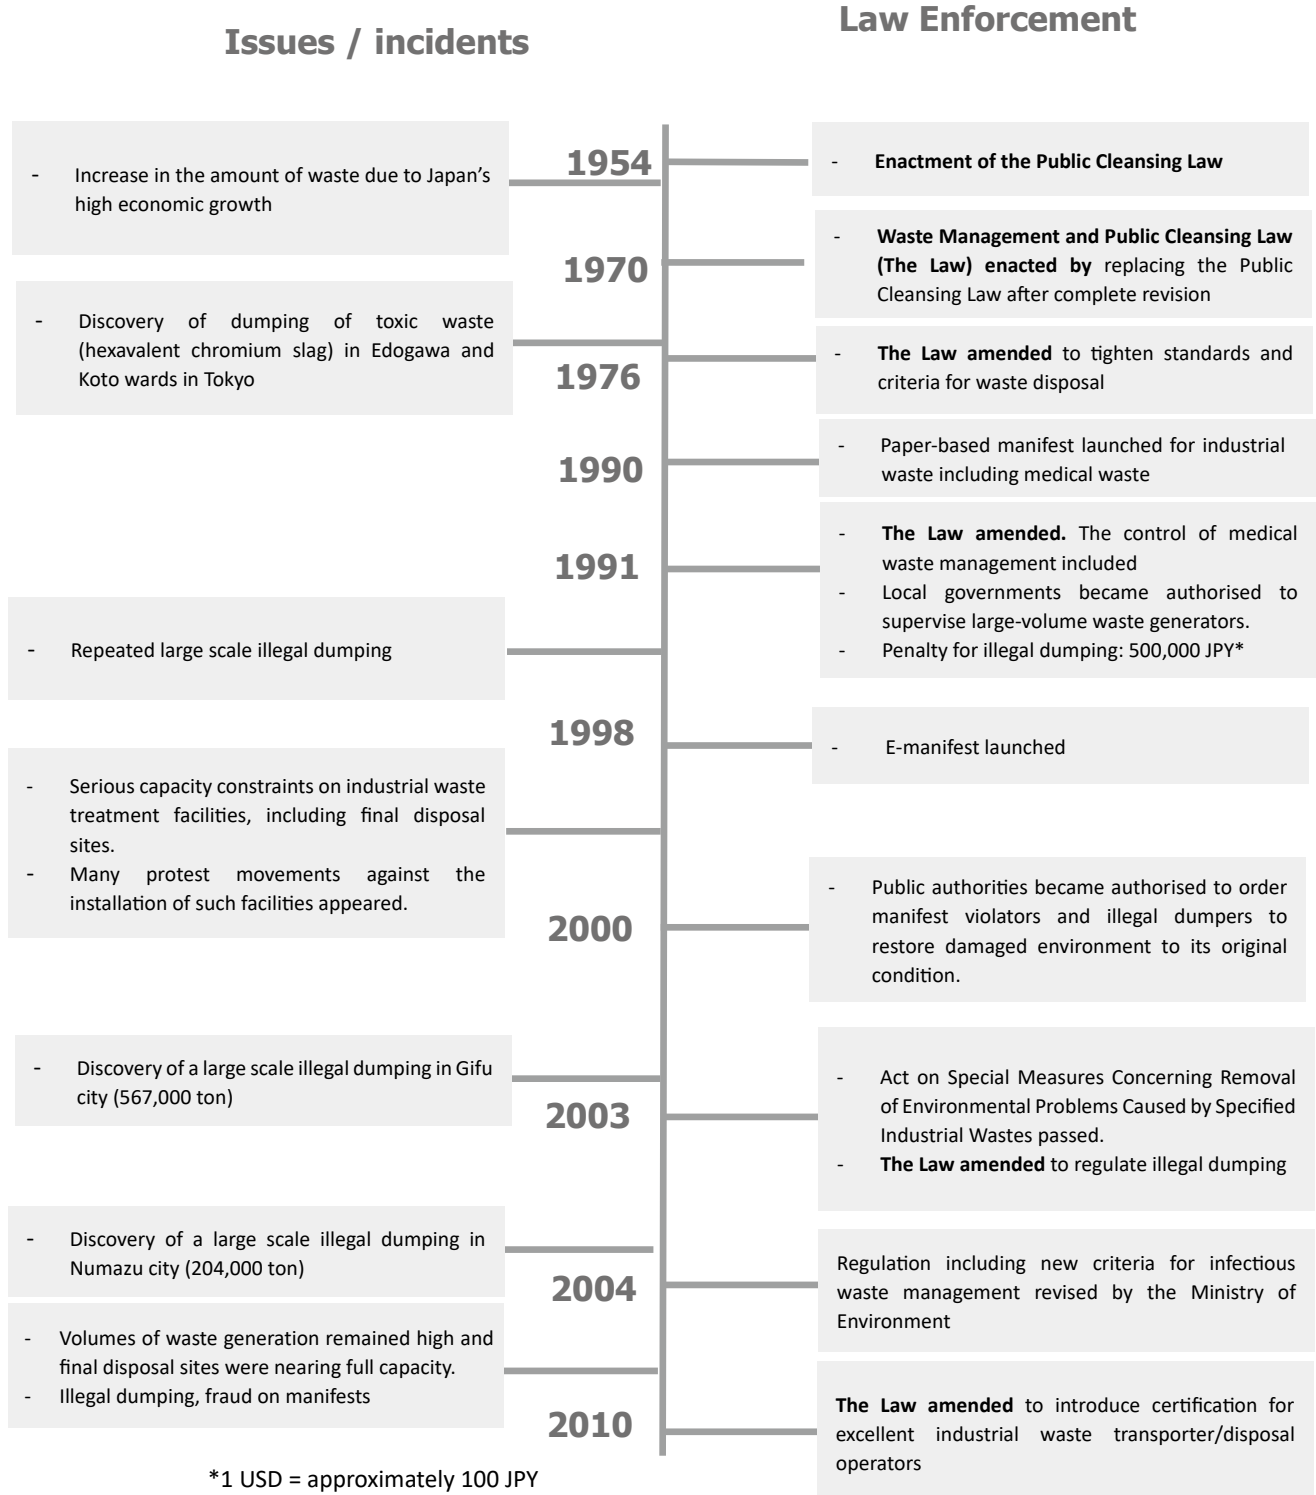 Issues / incidents
Law Enforcement
1954
- Increase in the amount of waste due to Japan's
high economic growth
- Enactment of the Public Cleansing Law
1970
- Waste Management and Public Cleansing Law
(The Law) enacted by replacing the Public
Cleansing Law after complete revision
- Discovery of dumping of toxic waste
(hexavalent chromium slag) in Edogawa and
Koto wards in Tokyo
1976
- The Law amended to tighten standards and
criteria for waste disposal
1990
- Paper-based manifest launched for industrial
waste including medical waste
1991
- The Law amended. The control of medical
waste management included
- Local governments became authorised to
supervise large-volume waste generators.
- Penalty for illegal dumping: 500,000 JPY*
- Repeated large scale illegal dumping
1998
- E-manifest launched
- Serious capacity constraints on industrial waste
treatment facilities, including final disposal
sites.
- Many protest movements against the
installation of such facilities appeared.
2000
- Public authorities became authorised to order
manifest violators and illegal dumpers to
restore damaged environment to its original
condition.
- Discovery of a large scale illegal dumping in Gifu
city (567,000 ton)
2003
- Act on Special Measures Concerning Removal
of Environmental Problems Caused by Specified
Industrial Wastes passed.
- The Law amended to regulate illegal dumping
- Discovery of a large scale illegal dumping in
Numazu city (204,000 ton)
2004
Regulation including new criteria for infectious
waste management revised by the Ministry of
Environment
- Volumes of waste generation remained high and
final disposal sites were nearing full capacity.
- Illegal dumping, fraud on manifests
2010
The Law amended to introduce certification for
excellent industrial waste transporter/disposal
operators
*1 USD = approximately 100 JPY